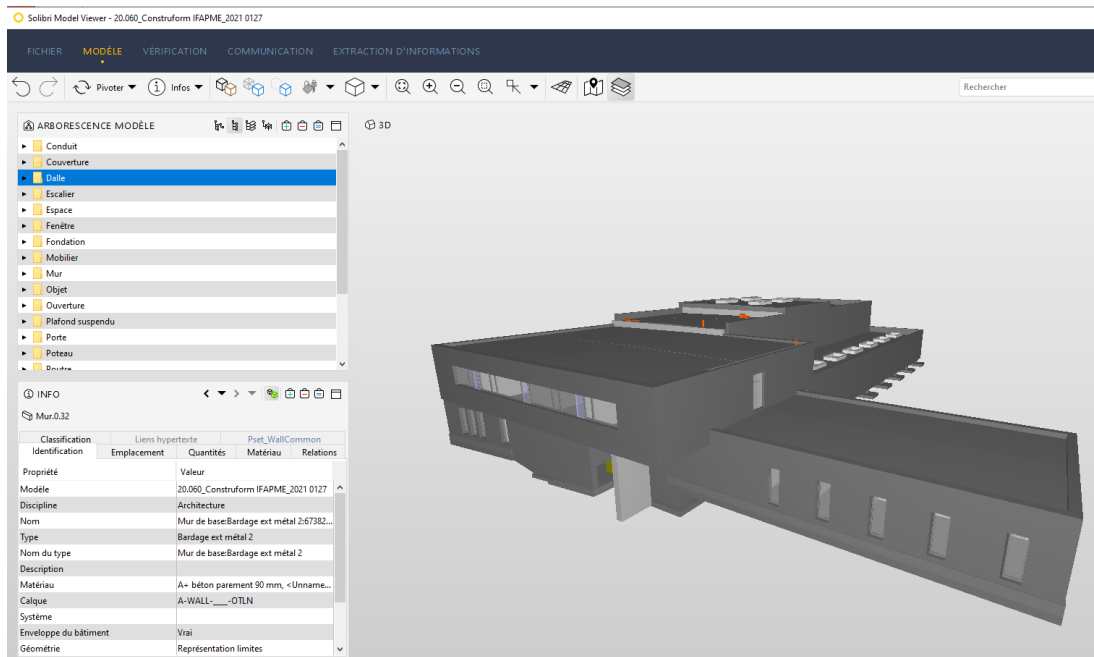 Solibri Model Viewer - 20.060_Construform IFAPME_2021 0127
FICHIER MODÈLE VÉRIFICATION COMMUNICATION EXTRACTION D'INFORMATIONS
Pivoter Infos Rechercher
ARBORESCENCE MODÈLE
3D
Conduit
Couverture
Dalle
Escalier
Espace
Fenêtre
Fondation
Mobilier
Mur
Objet
Ouverture
Plafond suspendu
Porte
Poteau
Poutre
INFO
Mur.0.32
Classification Liens hypertexte Pset_WallCommon
Identification Emplacement Quantités Matériau Relations
Propriété Valeur
Modèle 20.060_Construform IFAPME_2021 0127
Discipline Architecture
Nom Mur de base:Bardage ext métal 2:67382...
Type Bardage ext métal 2
Nom du type Mur de base:Bardage ext métal 2
Description
Matériau A+ béton parement 90 mm, <Unname...
Calque A-WALL-___-OTLN
Système
Enveloppe du bâtiment Vrai
Géométrie Représentation limites